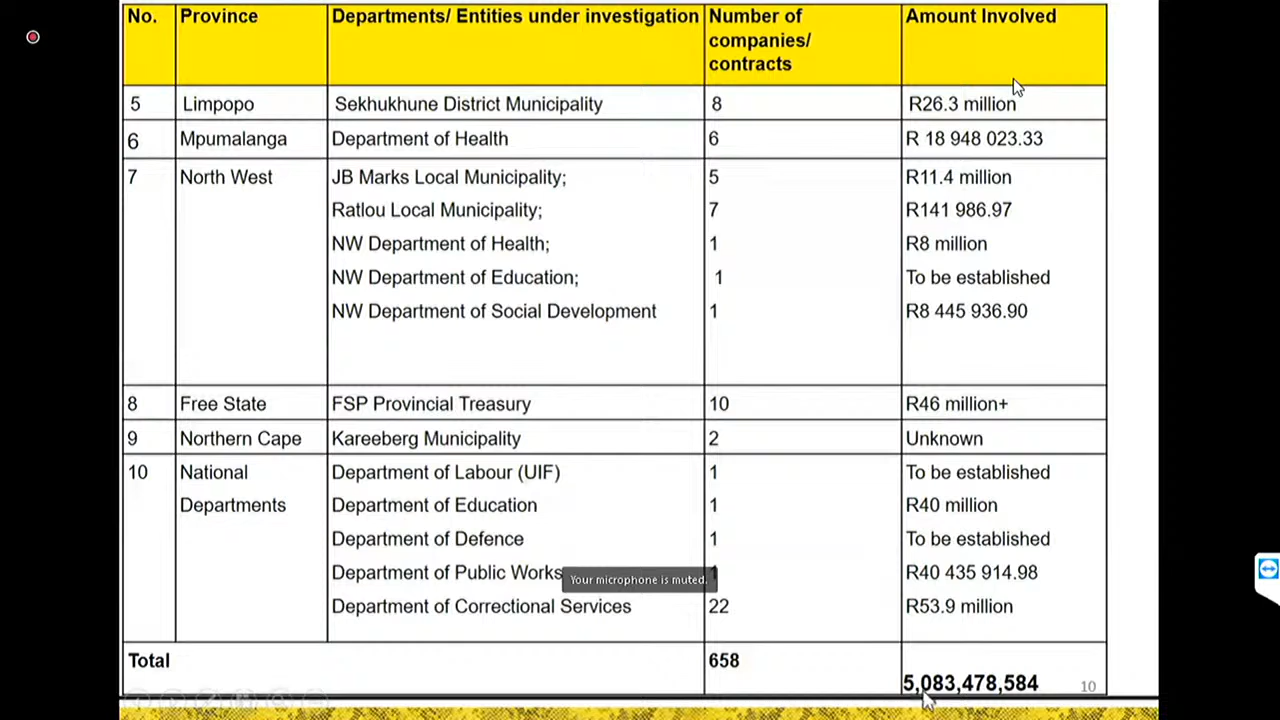 No. Province Departments/ Entities under investigation Number of companies/ contracts Amount Involved
5 Limpopo Sekhukhune District Municipality 8 R26.3 million
6 Mpumalanga Department of Health 6 R 18 948 023.33
7 North West JB Marks Local Municipality; 5 R11.4 million
Ratlou Local Municipality; 7 R141 986.97
NW Department of Health; 1 R8 million
NW Department of Education; 1 To be established
NW Department of Social Development 1 R8 445 936.90
8 Free State FSP Provincial Treasury 10 R46 million+
9 Northern Cape Kareeberg Municipality 2 Unknown
10 National Department of Labour (UIF) 1 To be established
Departments Department of Education 1 R40 million
Department of Defence 1 To be established
Department of Public Works 1 R40 435 914.98
Your microphone is muted.
Department of Correctional Services 22 R53.9 million
Total 658
5,083,478,584 10